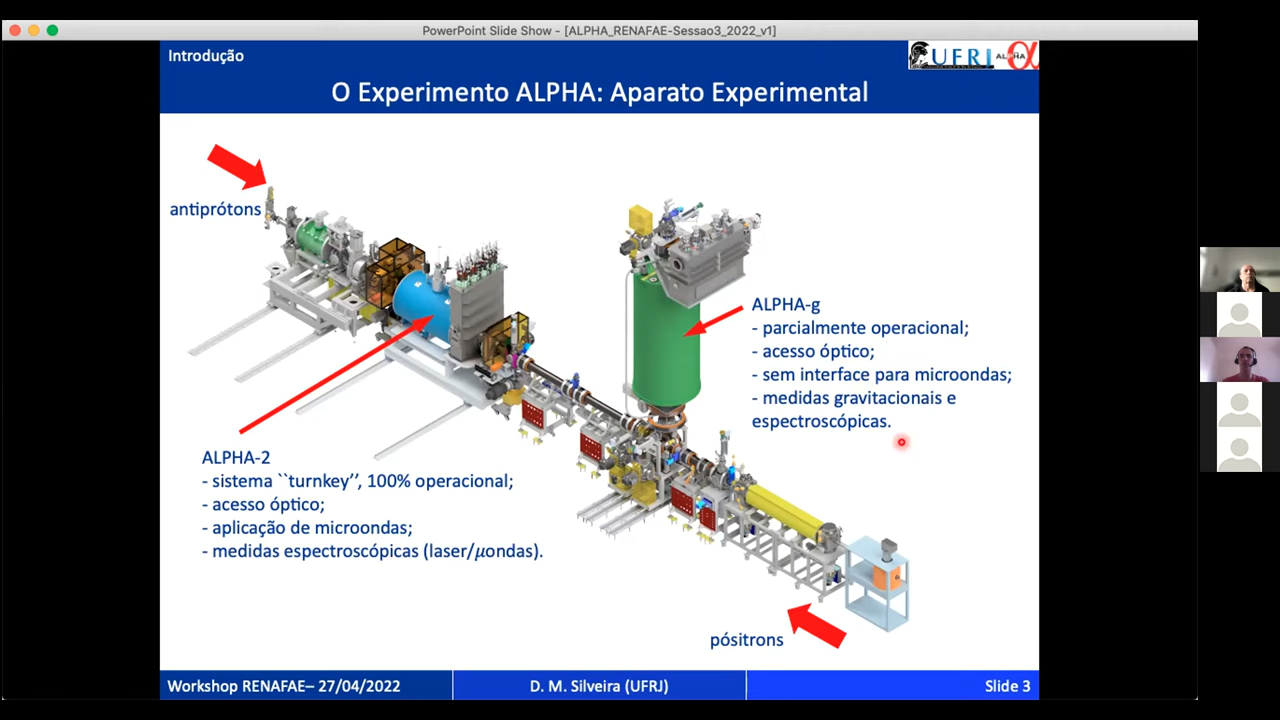 PowerPoint Slide Show - [ALPHA_RENAFAE-Sessao3_2022_v1]
Introdução
UFRJ
ALPHA
O Experimento ALPHA: Aparato Experimental
antiprótons
ALPHA-g
- parcialmente operacional;
- acesso óptico;
- sem interface para microondas;
- medidas gravitacionais e
espectroscópicas.
ALPHA-2
- sistema ``turnkey’’, 100% operacional;
- acesso óptico;
- aplicação de microondas;
- medidas espectroscópicas (laser/𝜇ondas).
pósitrons
Workshop RENAFAE– 27/04/2022
D. M. Silveira (UFRJ)
Slide 3